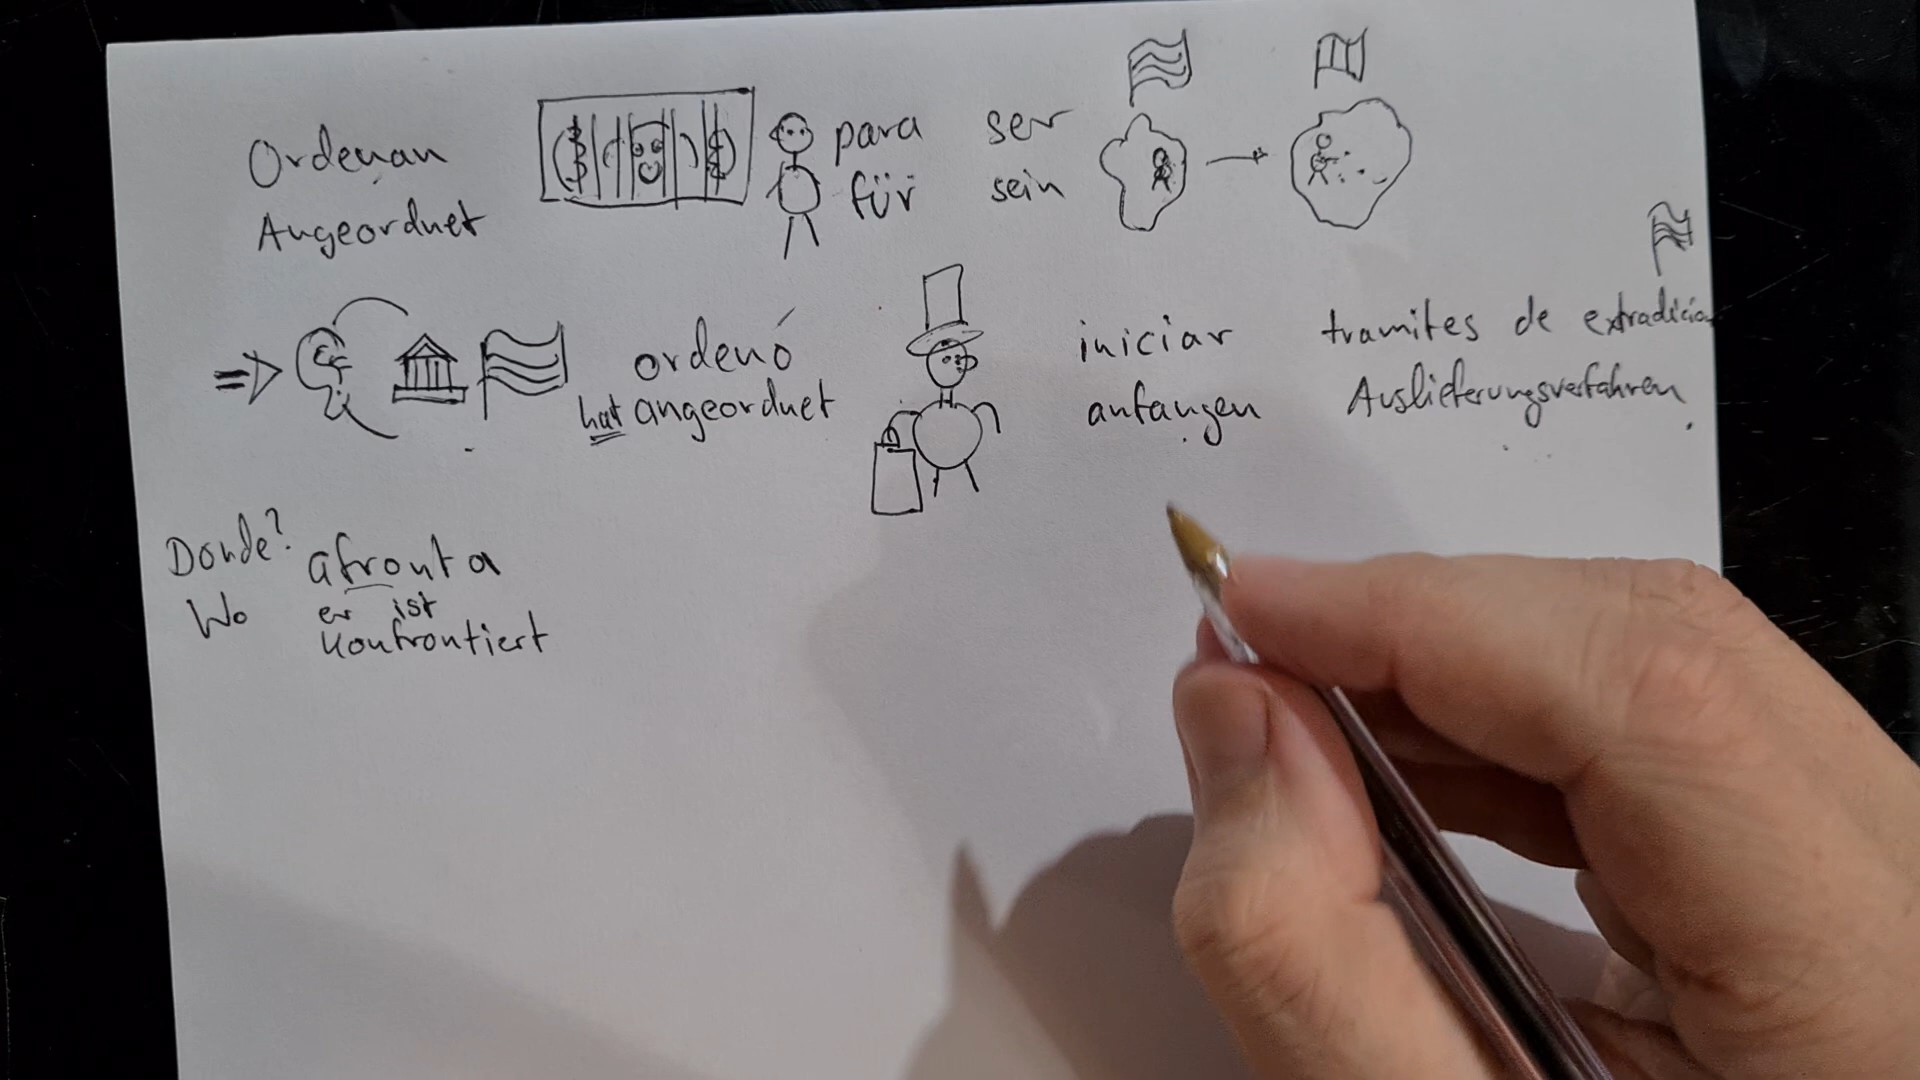 Ordenan para ser
Angeordnet für sein
ordenó iniciar tramites de extradicion
hat angeordnet anfangen Auslieferungsverfahren
Donde? afronta
Wo er ist
konfrontiert